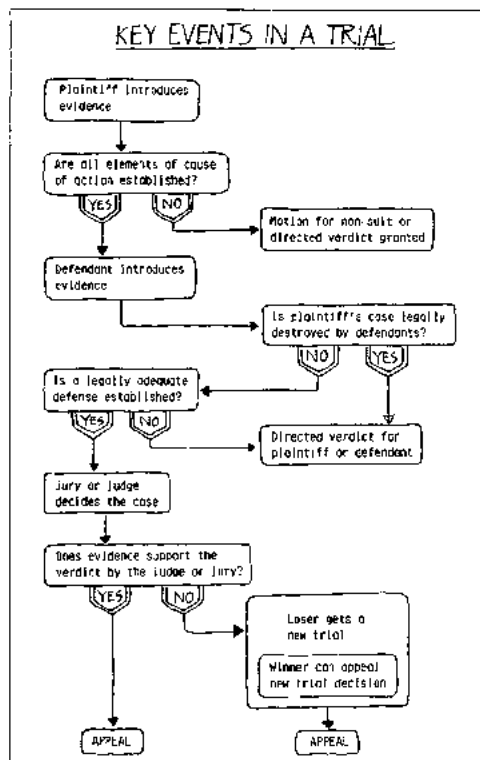 KEY EVENTS IN A TRIAL
Plaintiff introduces
evidence
Are all elements of cause
of action established?
YES
NO
Motion for non-suit or
directed verdict granted
Defendant introduces
evidence
Is plaintiff's case legally
destroyed by defendants?
NO
YES
Is a legally adequate
defense established?
YES
NO
Directed verdict for
plaintiff or defendant
Jury or judge
decides the case
Does evidence support the
verdict by the judge or jury?
YES
NO
Loser gets a
new trial
Winner can appeal
new trial decision
APPEAL
APPEAL